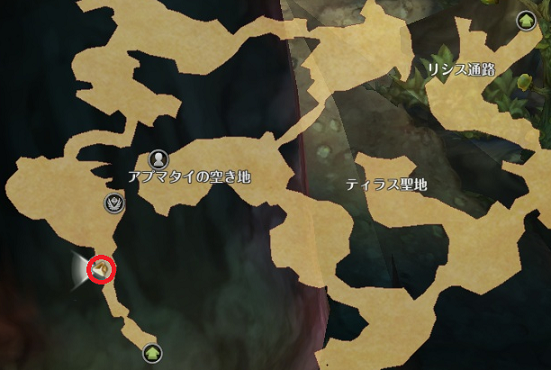 リシス通路
アプマタイの空き地
ティラス聖地